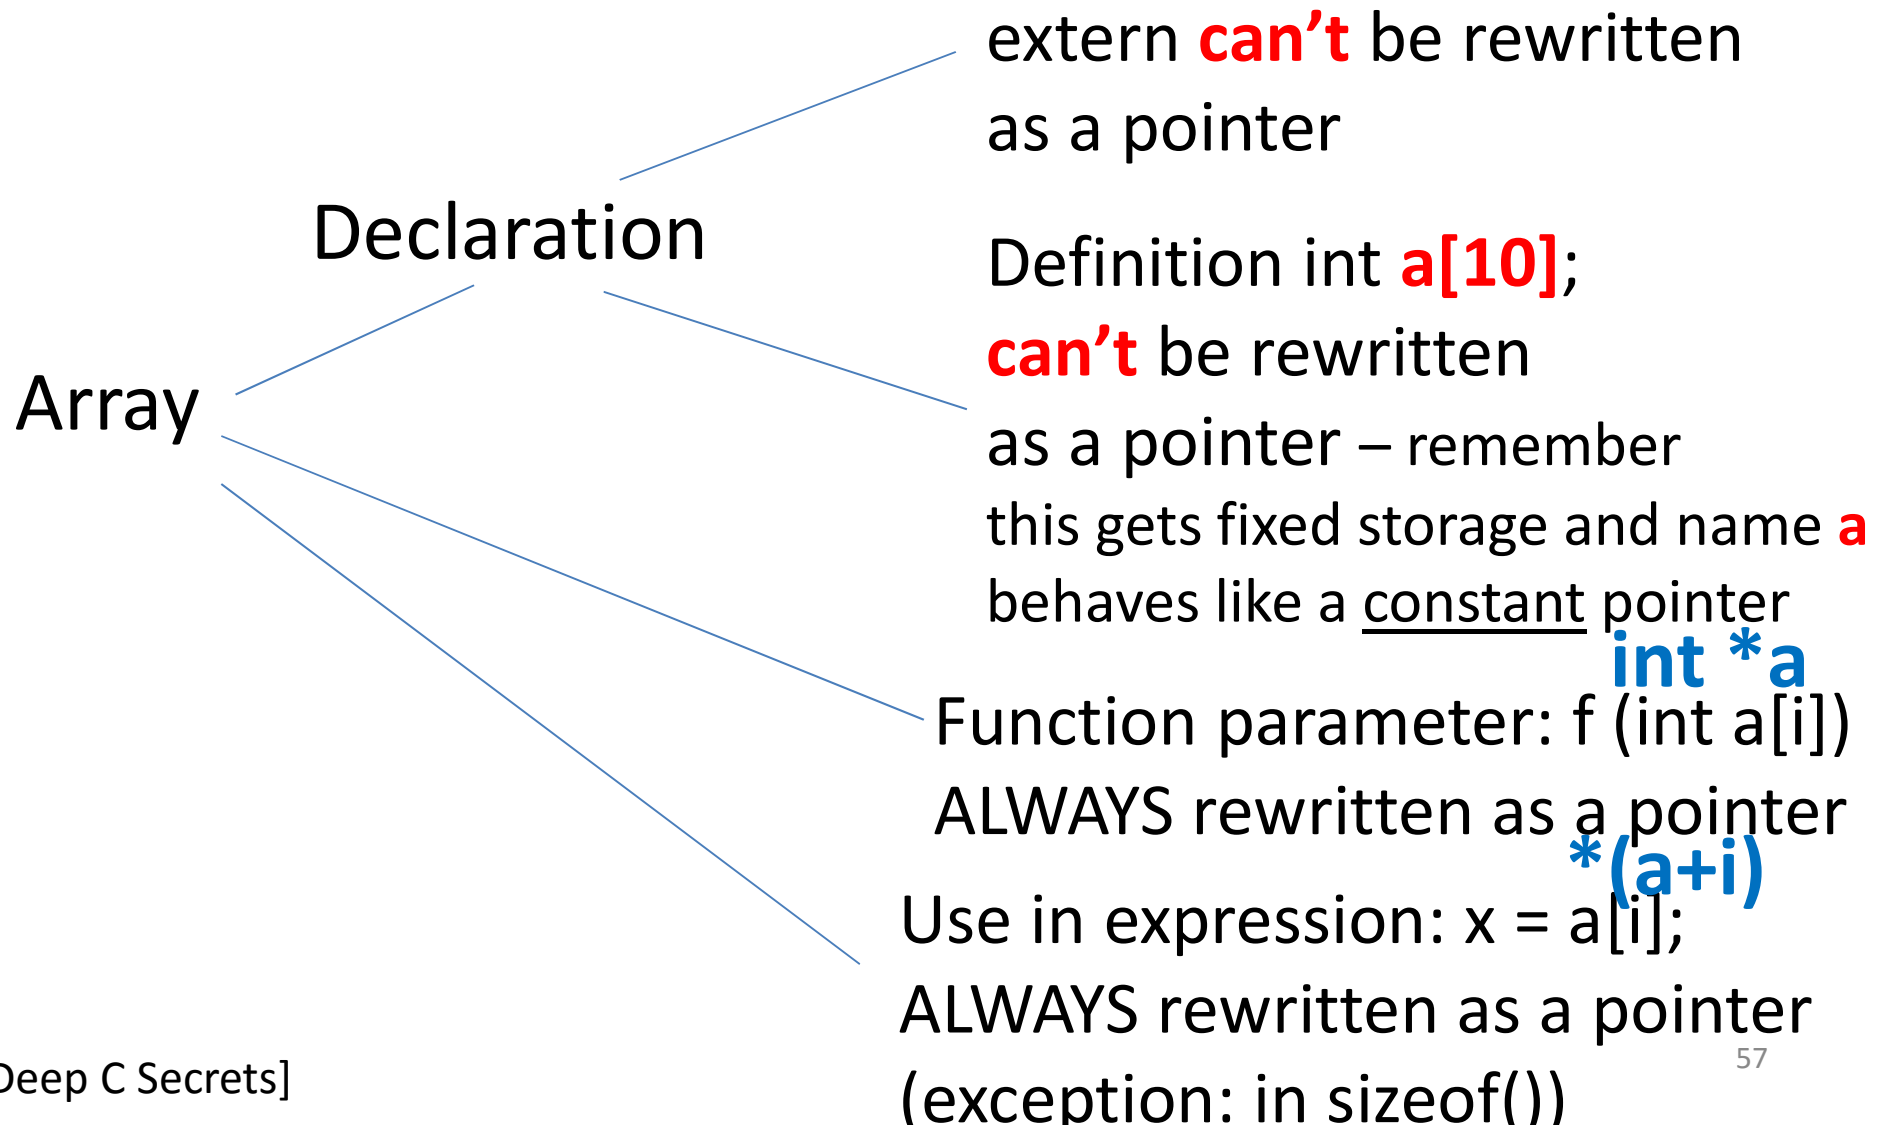 extern can’t be rewritten
as a pointer
Declaration
Definition int a[10];
can’t be rewritten
Array
as a pointer – remember
this gets fixed storage and name a
behaves like a constant pointer
int *a
Function parameter: f (int a[i])
ALWAYS rewritten as a pointer
*(a+i)
Use in expression: x = a[i];
ALWAYS rewritten as a pointer
57
Deep C Secrets]
(exception: in sizeof())